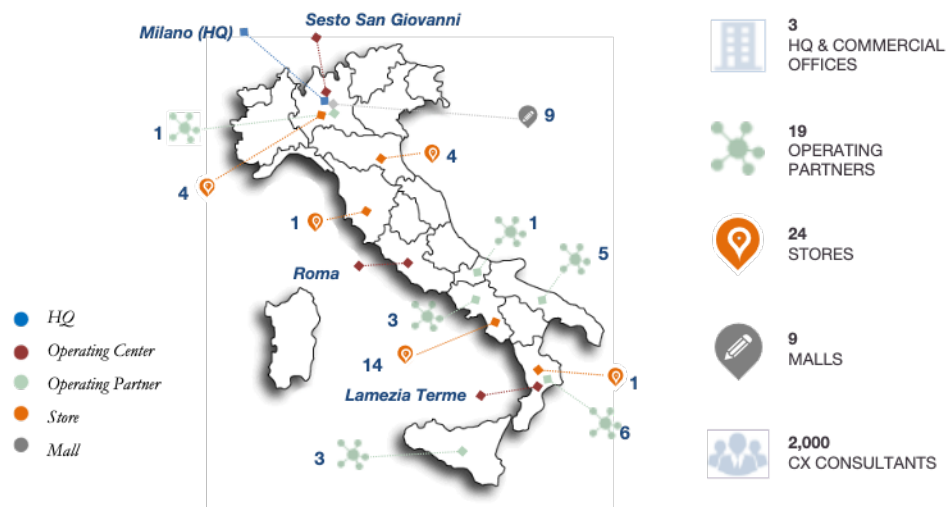 Sesto San Giovanni
Milano (HQ)
9
1
4
4
1
1
5
Roma
3
14
1
Lamezia Terme
6
3
HQ
Operating Center
Operating Partner
Store
Mall
3
HQ & COMMERCIAL
OFFICES
19
OPERATING
PARTNERS
24
STORES
9
MALLS
2,000
CX CONSULTANTS